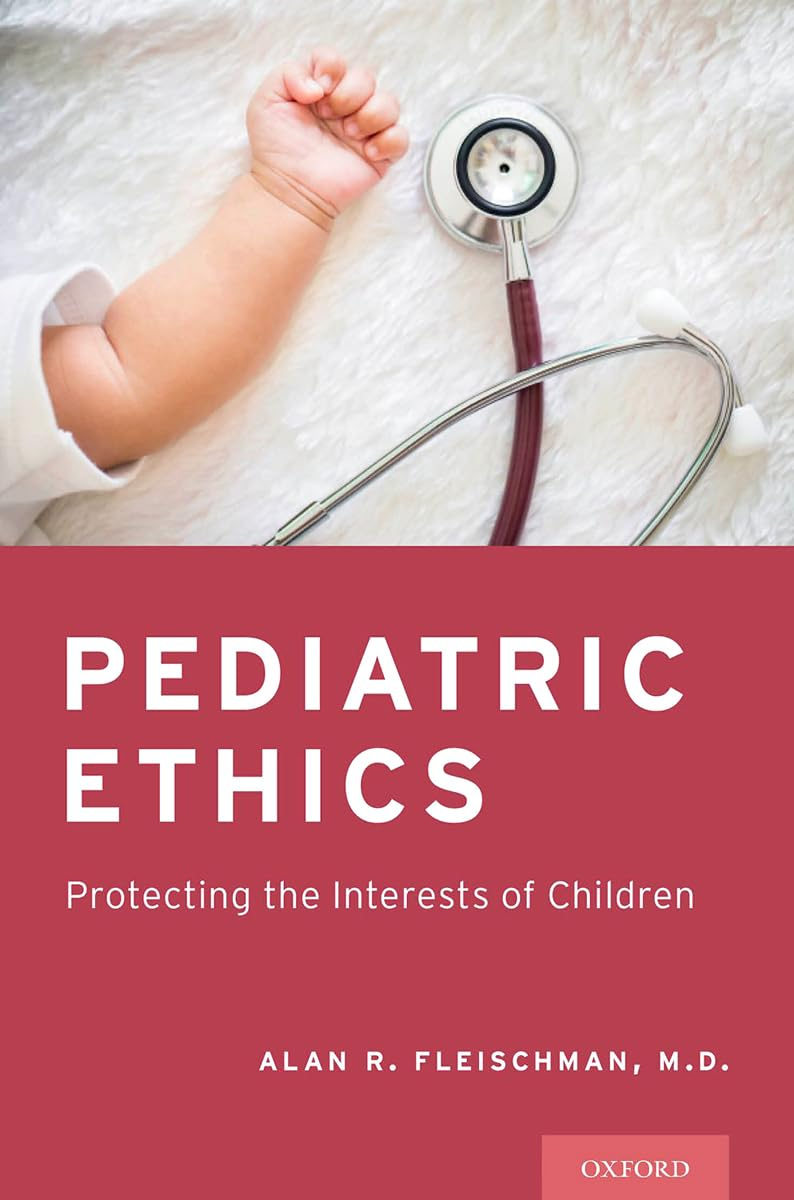 PEDIATRIC
ETHICS
Protecting the Interests of Children
ALAN R. FLEISCHMAN, M.D.
OXFORD